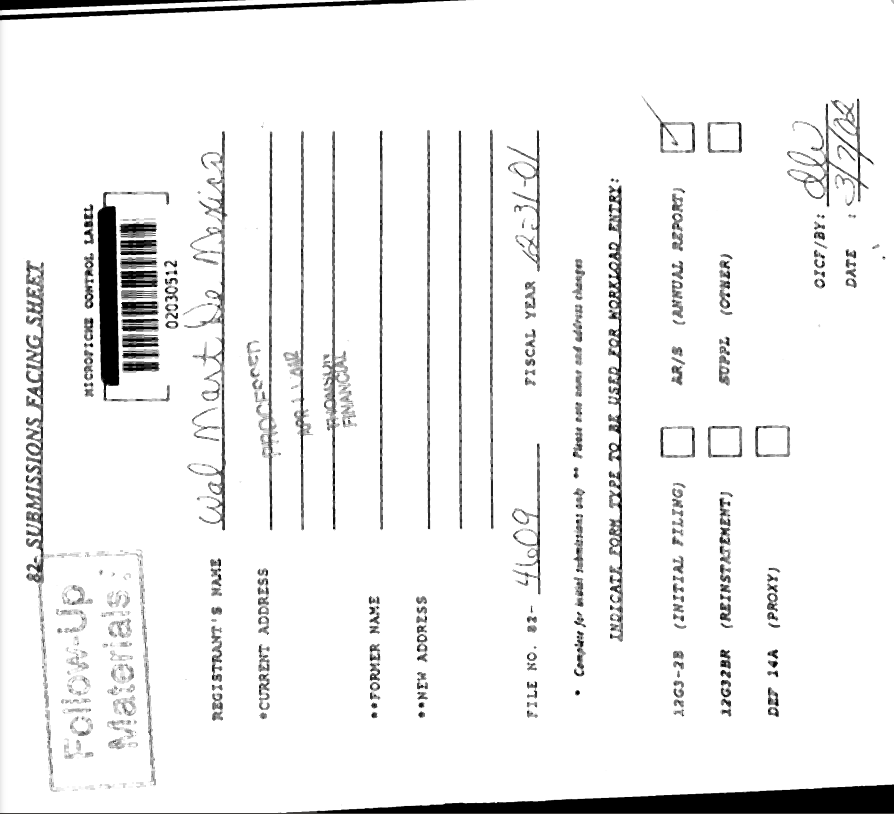 82- SUBMISSIONS FACING SHEET
Follow-Up
Materials
MICROFICHE CONTROL LABEL
02030512
REGISTRANT'S NAME Wal Mart De Mexico
*CURRENT ADDRESS
PROCESSED
APR 11
THOMSON
FINANCIAL
**FORMER NAME
**NEW ADDRESS
FILE NO. 82- 4609 FISCAL YEAR 12-31-01
* Complete for initial submissions only ** Please note name and address changes
INDICATE FORM TYPE TO BE USED FOR WORKLOAD ENTRY:
12G3-2B (INITIAL FILING) AR/S (ANNUAL REPORT)
12G32BR (REINSTATEMENT) SUPPL (OTHER)
DEF 14A (PROXY)
OICF/BY:
DATE : 3/7/02